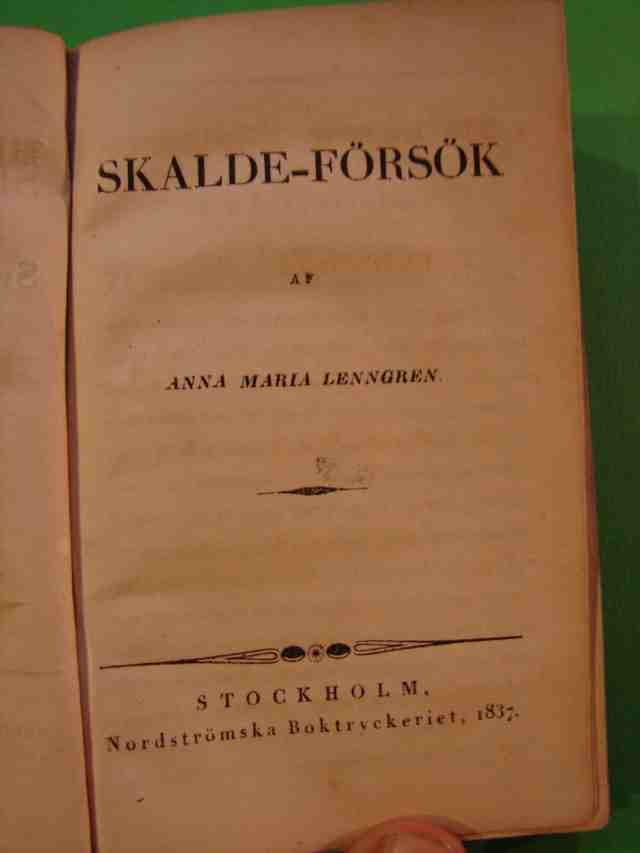 SKALDE-FÖRSÖK
AF
ANNA MARIA LENNGREN.
STOCKHOLM,
Nordströmska Boktryckeriet, 1837.